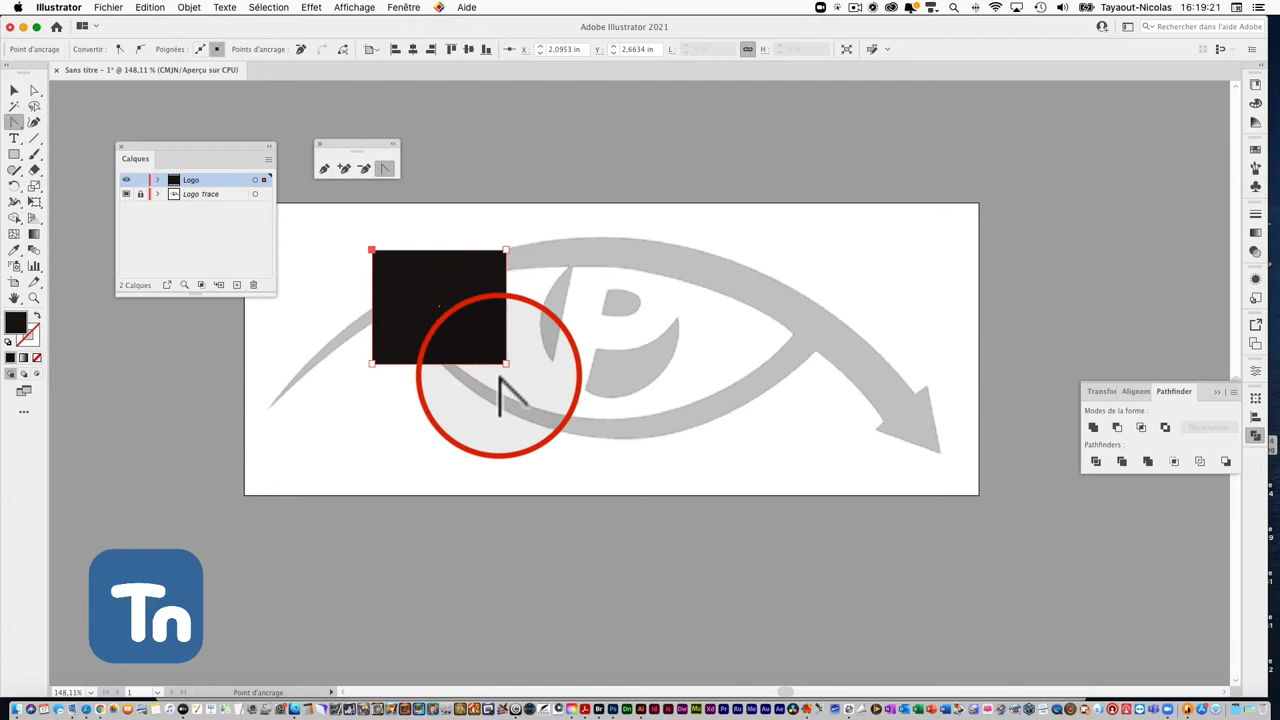 Illustrator Fichier Edition Objet Texte Sélection Effet Affichage Fenêtre Aide Tayaout-Nicolas 16:19:21
Adobe Illustrator 2021
Rechercher dans l'aide Adobe
Point d'ancrage Convertir : Poignées : Points d'ancrage : X : 2,0953 in Y : 2,6634 in L: H:
Sans titre - 1* @ 148,11 % (CMJN/Aperçu sur CPU)
Calques
Logo
Logo Trace
2 Calques
P
Transfor Alignem Pathfinder
Modes de la forme :
Décomposer
Pathfinders :
Tn
148,11% 1 Point d'ancrage